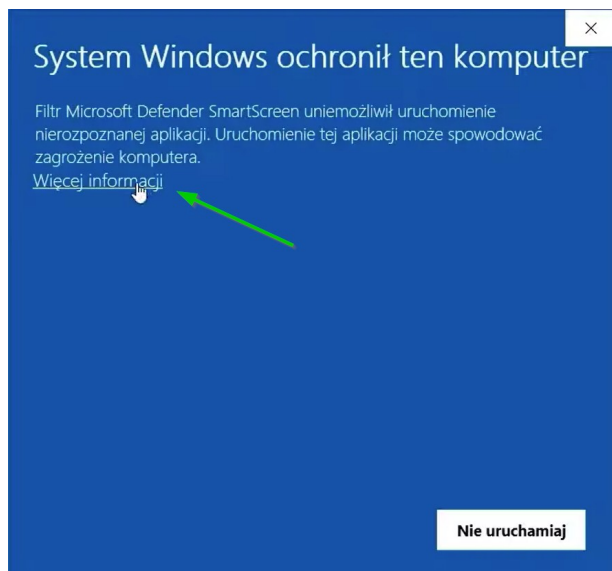 System Windows ochronił ten komputer
Filtr Microsoft Defender SmartScreen uniemożliwił uruchomienie
nierozpoznanej aplikacji. Uruchomienie tej aplikacji może spowodować
zagrożenie komputera.
Więcej informacji
Nie uruchamiaj